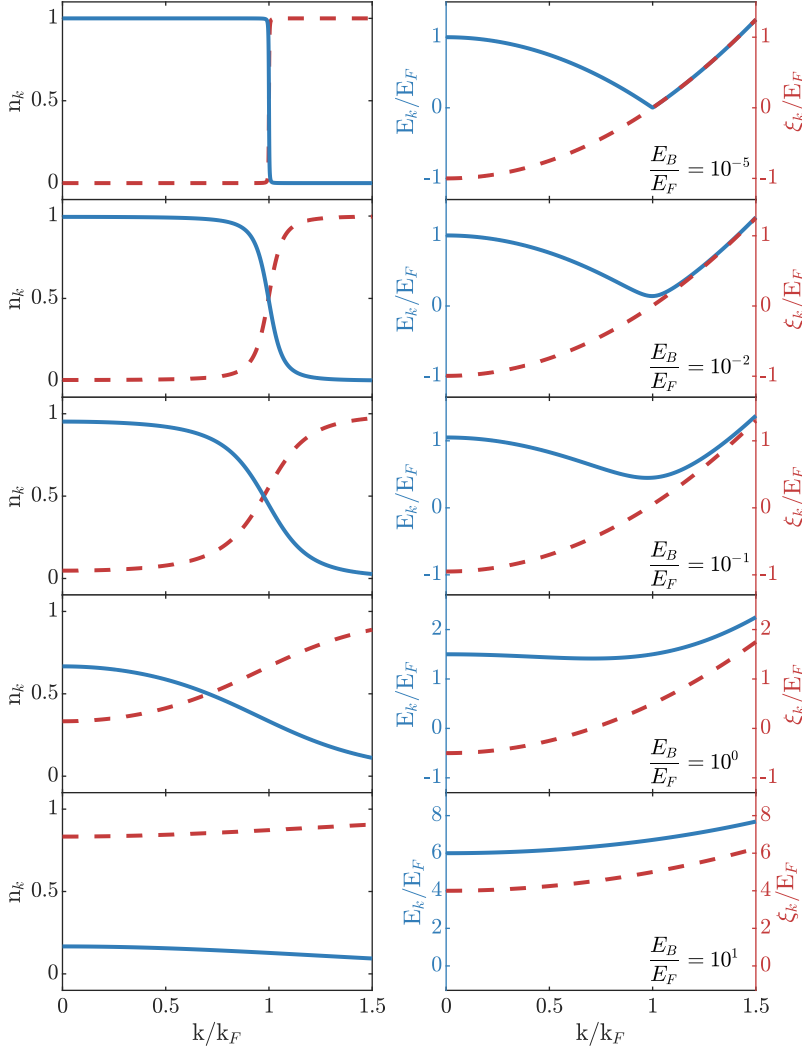 1
0.5
0
n_k
1
0
-1
E_k/E_F
1
0
-1
ξ_k/E_F
E_B/E_F = 10^-5
1
0.5
0
n_k
1
0
-1
E_k/E_F
1
0
-1
ξ_k/E_F
E_B/E_F = 10^-2
1
0.5
0
n_k
1
0
-1
E_k/E_F
1
0
-1
ξ_k/E_F
E_B/E_F = 10^-1
1
0.5
0
n_k
2
1
0
-1
E_k/E_F
2
1
0
-1
ξ_k/E_F
E_B/E_F = 10^0
1
0.5
0
n_k
8
6
4
2
0
E_k/E_F
8
6
4
2
0
ξ_k/E_F
E_B/E_F = 10^1
0 0.5 1 1.5
k/k_F
0 0.5 1 1.5
k/k_F